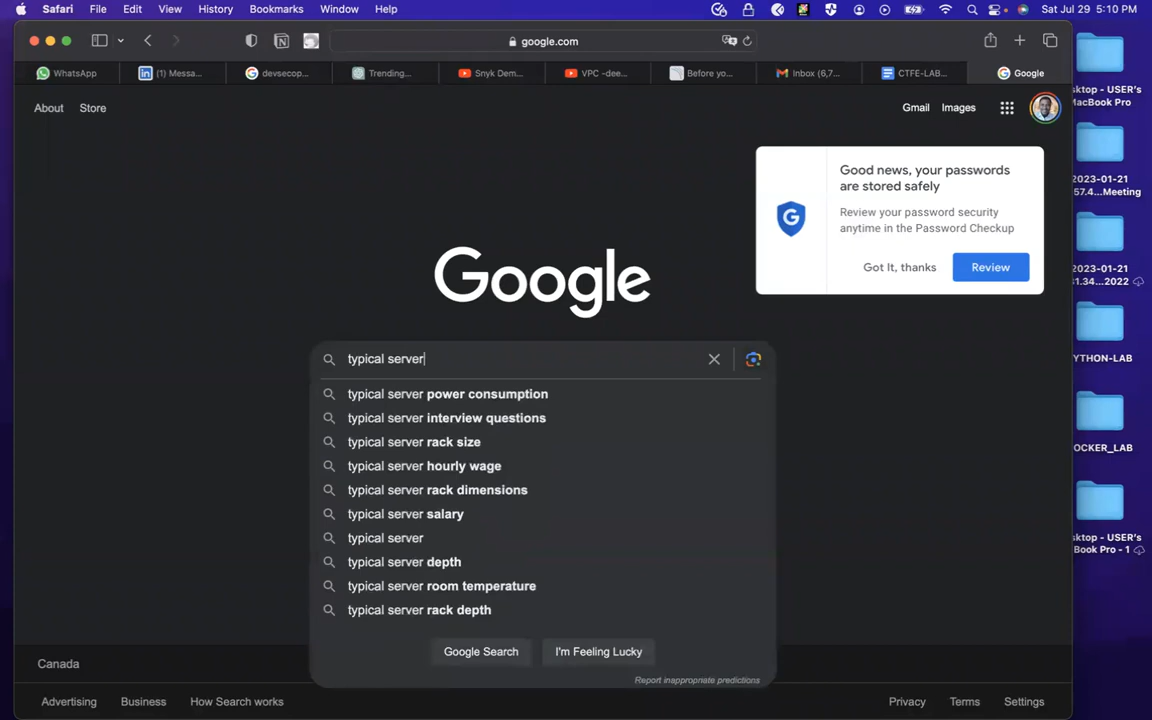 Safari File Edit View History Bookmarks Window Help Sat Jul 29 5:10 PM
google.com
WhatsApp (1) Messa... devsecop... Trending... Snyk Dem... VPC -dee... Before yo... Inbox (6,7... CTFE-LAB... Google
About Store Gmail Images
Good news, your passwords
are stored safely
Review your password security
anytime in the Password Checkup
Got It, thanks Review
Google
typical server
typical server power consumption
typical server interview questions
typical server rack size
typical server hourly wage
typical server rack dimensions
typical server salary
typical server
typical server depth
typical server room temperature
typical server rack depth
Google Search I'm Feeling Lucky
Report inappropriate predictions
Canada
Advertising Business How Search works Privacy Terms Settings
sktop - USER's
MacBook Pro
2023-01-21
57.4...Meeting
2023-01-21
31.34...2022
YTHON-LAB
OCKER_LAB
sktop - USER's
Book Pro - 1